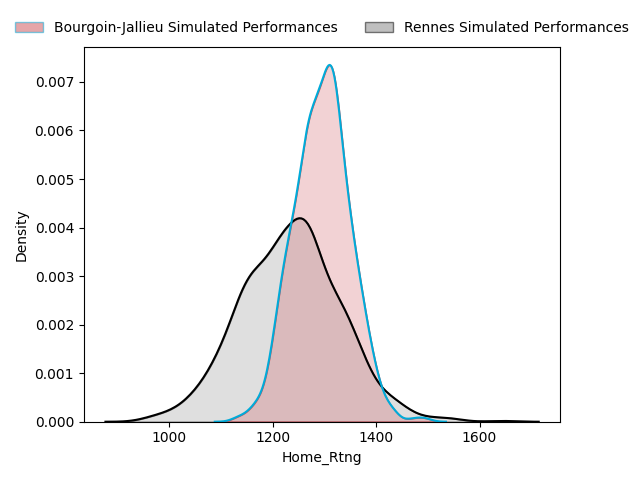 Bourgoin-Jallieu Simulated Performances Rennes Simulated Performances
0.007
0.006
0.005
0.004
0.003
0.002
0.001
0.000
Density
1000 1200 1400 1600
Home_Rtng